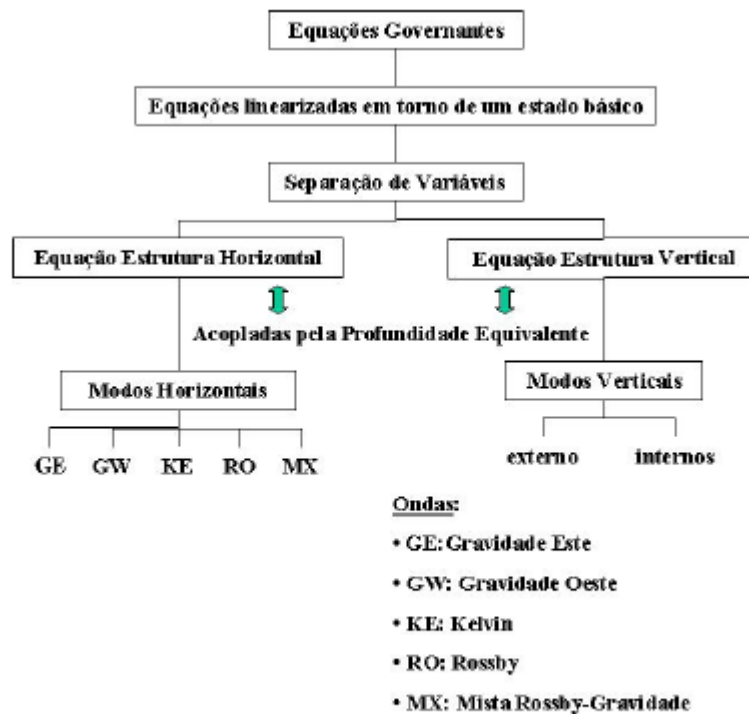 Equações Governantes
Equações linearizadas em torno de um estado básico
Separação de Variáveis
Equação Estrutura Horizontal
Equação Estrutura Vertical
Acopladas pela Profundidade Equivalente
Modos Horizontais
Modos Verticais
GE GW KE RO MX
externo internos
Ondas:
• GE: Gravidade Este
• GW: Gravidade Oeste
• KE: Kelvin
• RO: Rossby
• MX: Mista Rossby-Gravidade